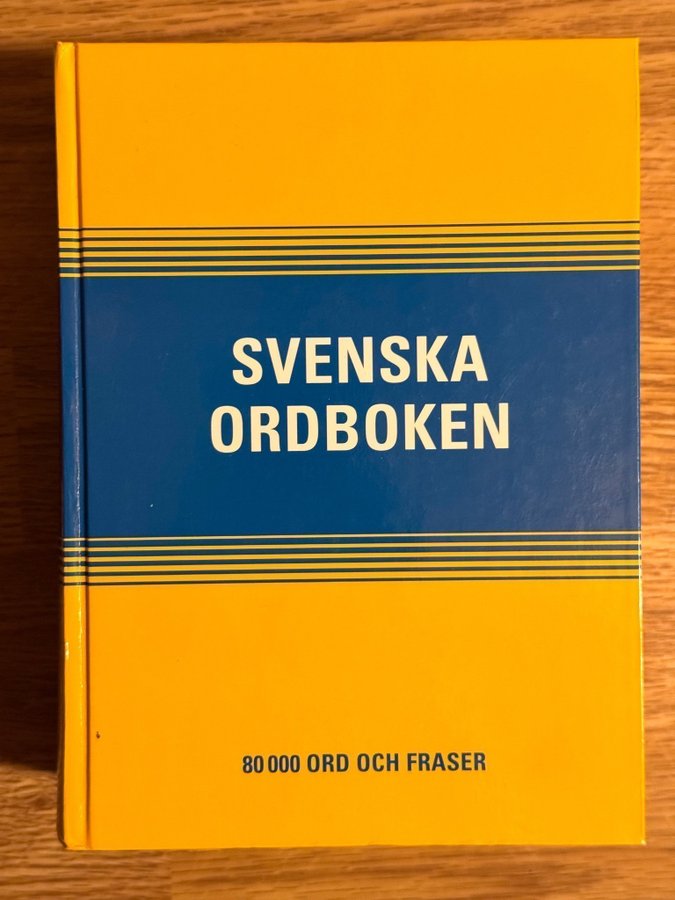 SVENSKA
ORDBOKEN
80 000 ORD OCH FRASER